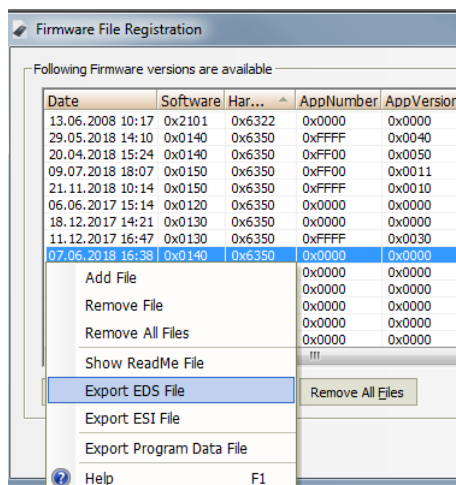 Firmware File Registration
Following Firmware versions are available
Date Software Har... AppNumber AppVersion
13.06.2008 10:17 0x2101 0x6322 0x0000 0x0000
29.05.2018 14:10 0x0140 0x6350 0xFFFF 0x0040
20.04.2018 15:24 0x0140 0x6350 0xFF00 0x0050
09.07.2018 18:07 0x0150 0x6350 0xFF00 0x0011
21.11.2018 10:14 0x0150 0x6350 0xFFFF 0x0010
06.06.2017 15:14 0x0120 0x6350 0x0000 0x0000
18.12.2017 14:21 0x0130 0x6350 0x0000 0x0000
11.12.2017 16:47 0x0130 0x6350 0xFFFF 0x0030
07.06.2018 16:38 0x0140 0x6350 0x0000 0x0000
Add File 0x0000 0x0000
0x0000 0x0000
Remove File 0x0000 0x0000
0x0000 0x0000
Remove All Files 0x0000 0x0000
Show ReadMe File
Export EDS File Remove All Files
Export ESI File
Export Program Data File
Help F1